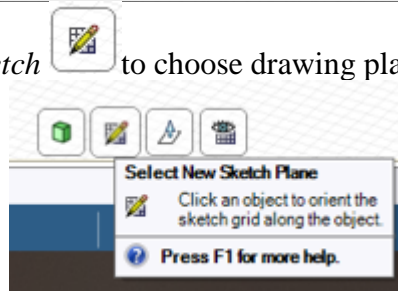 etch to choose drawing pla
Select New Sketch Plane
Click an object to orient the
sketch grid along the object.
Press F1 for more help.